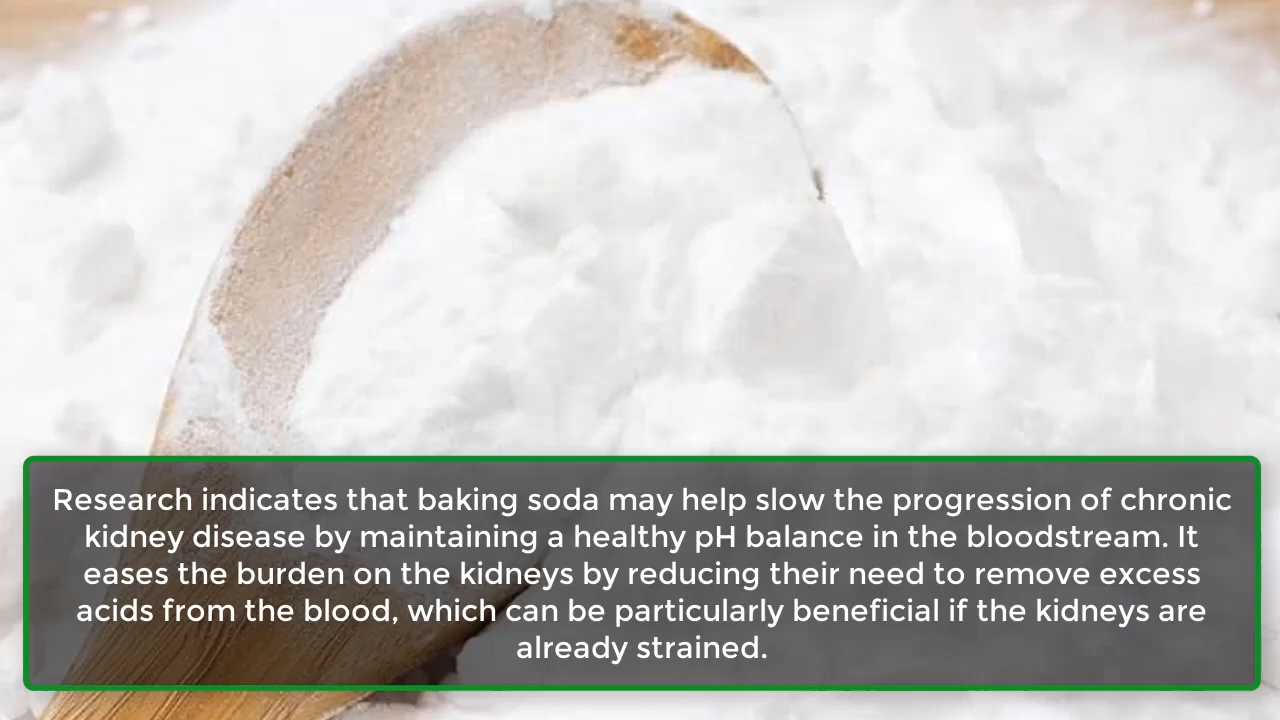 Research indicates that baking soda may help slow the progression of chronic
kidney disease by maintaining a healthy pH balance in the bloodstream. It
eases the burden on the kidneys by reducing their need to remove excess
acids from the blood, which can be particularly beneficial if the kidneys are
already strained.